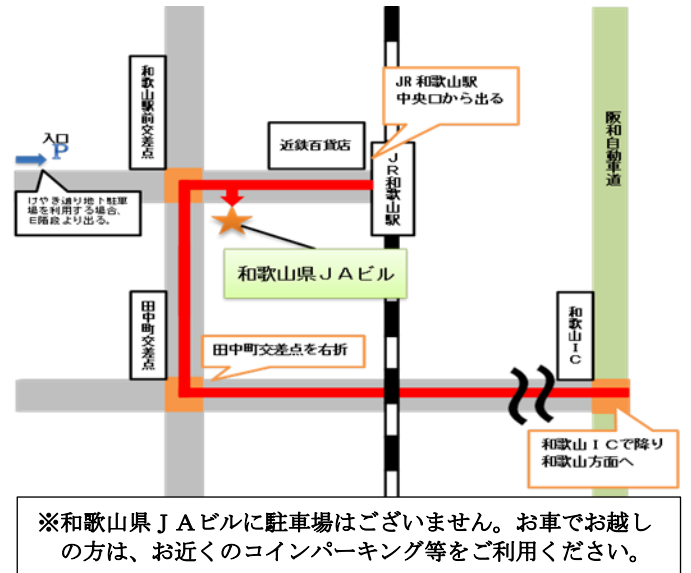 和歌山駅前交差点
JR 和歌山駅
中央口から出る
近鉄百貨店
阪和自動車道
入口
P
JR和歌山駅
けやき通り地下駐車
場を利用する場合、
E階段より出る。
和歌山県ＪＡビル
田中町交差点
和歌山ＩＣ
田中町交差点を右折
和歌山ＩＣで降り
和歌山方面へ
※和歌山県ＪＡビルに駐車場はございません。お車でお越し
の方は、お近くのコインパーキング等をご利用ください。